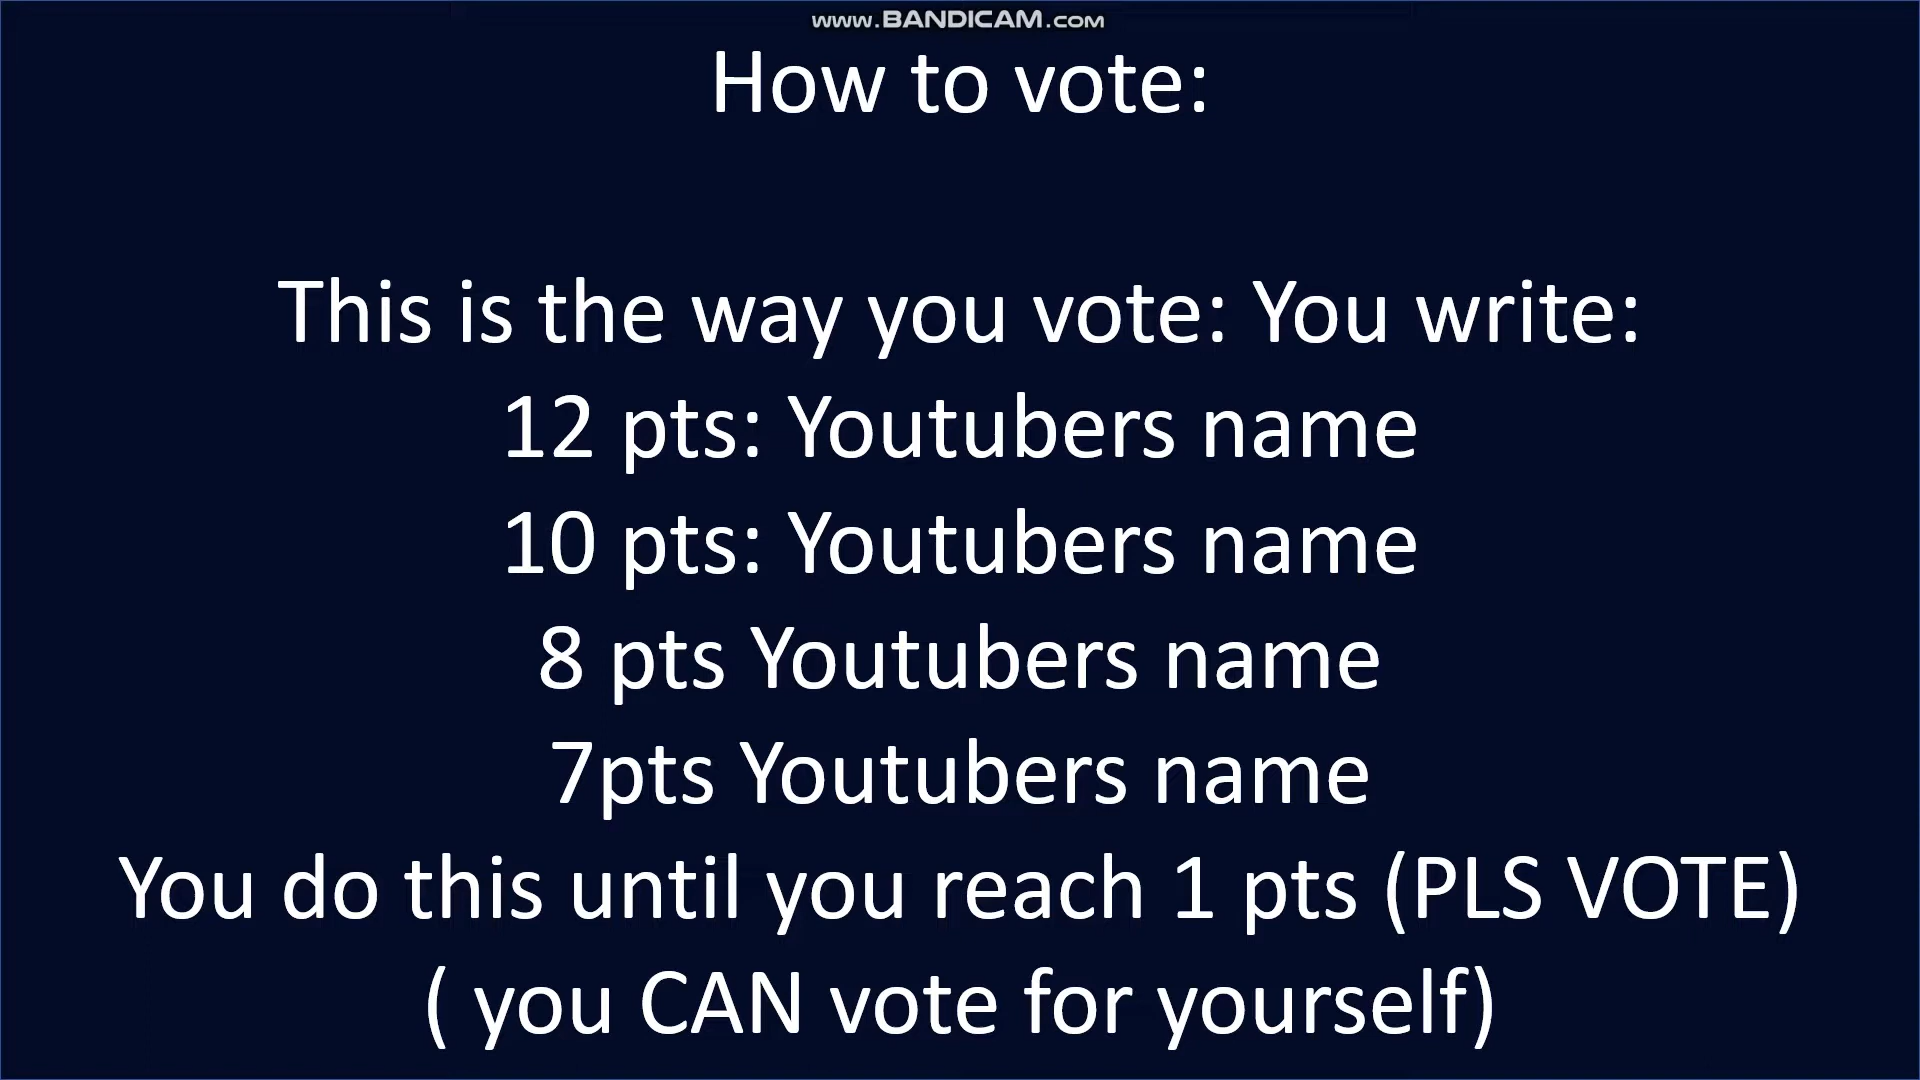 www.BANDICAM.com
How to vote:
This is the way you vote: You write:
12 pts: Youtubers name
10 pts: Youtubers name
8 pts Youtubers name
7pts Youtubers name
You do this until you reach 1 pts (PLS VOTE)
( you CAN vote for yourself)